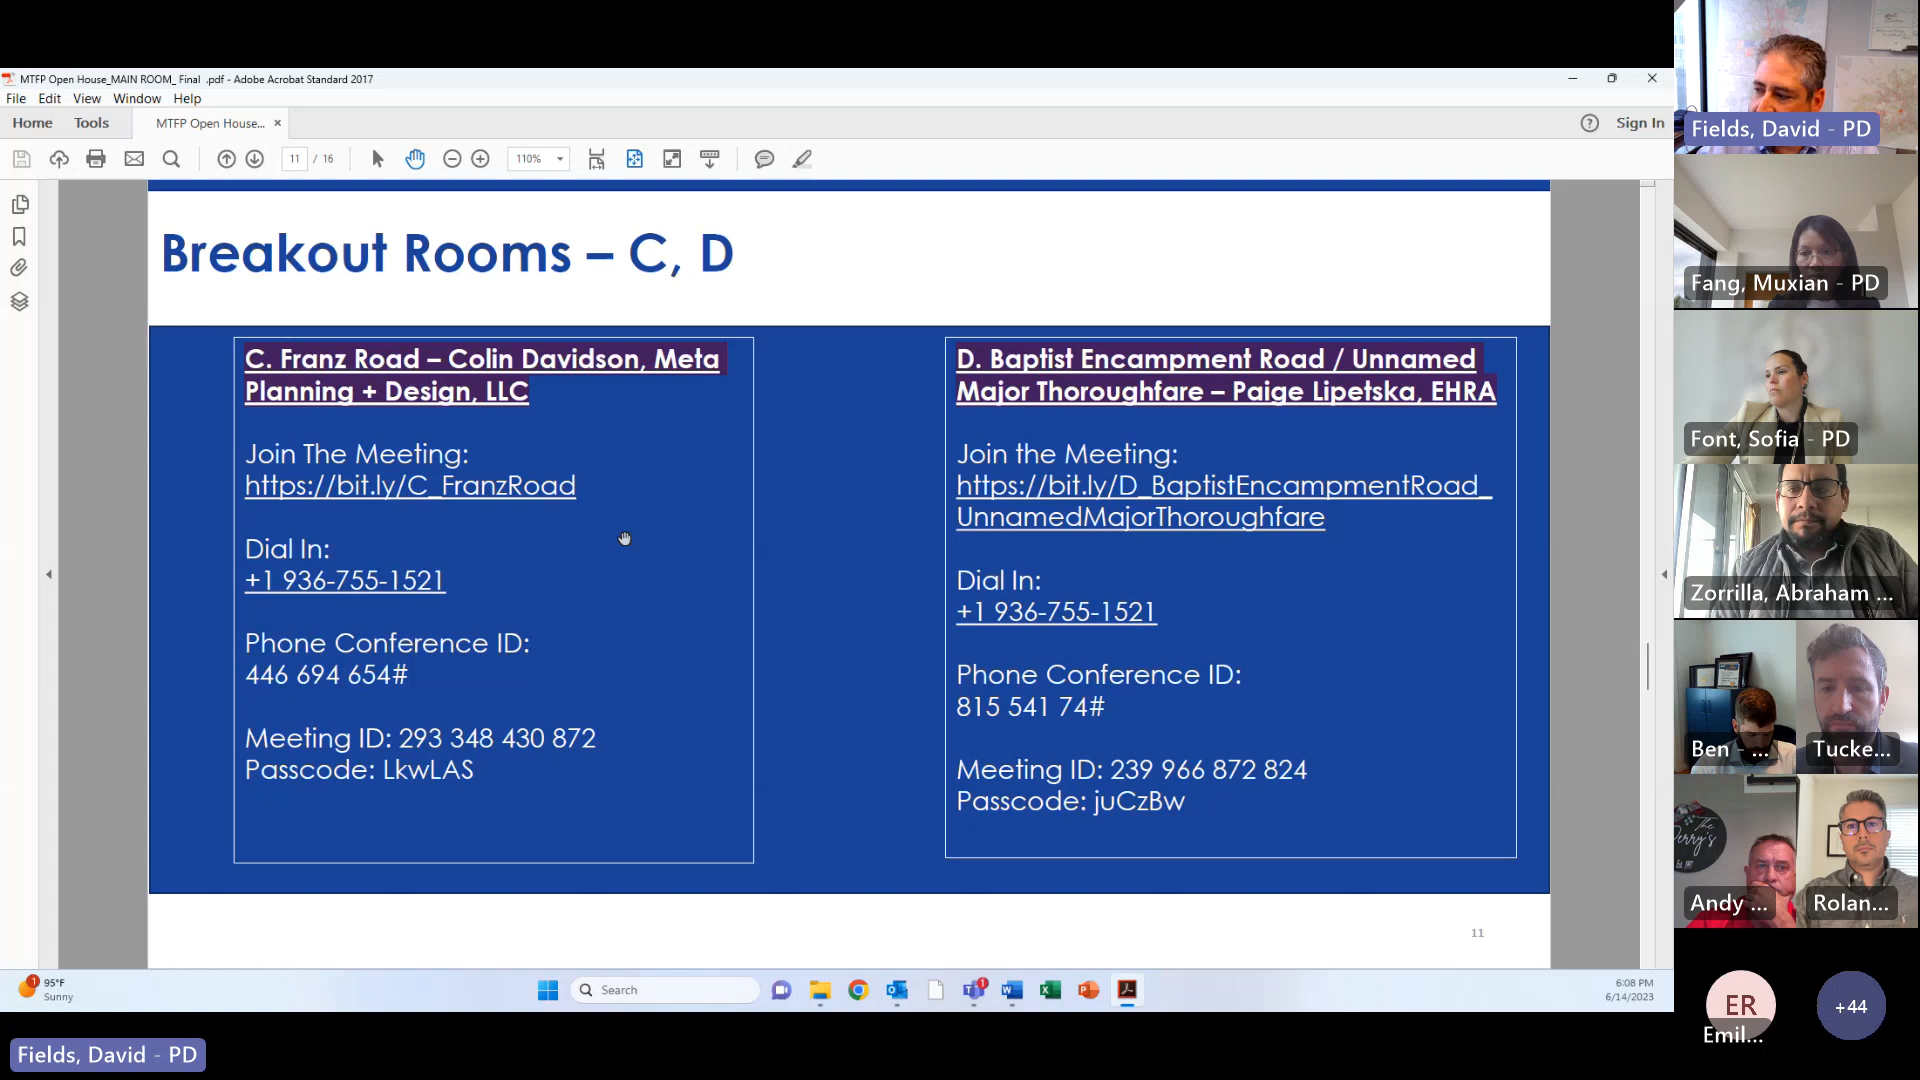 MTFP Open House_MAIN ROOM_ Final .pdf - Adobe Acrobat Standard 2017
File Edit View Window Help
Home Tools MTFP Open House... × Sign In
11 / 16 110%
Breakout Rooms – C, D
C. Franz Road – Colin Davidson, Meta
Planning + Design, LLC
Join The Meeting:
https://bit.ly/C_FranzRoad
Dial In:
+1 936-755-1521
Phone Conference ID:
446 694 654#
Meeting ID: 293 348 430 872
Passcode: LkwLAS
D. Baptist Encampment Road / Unnamed
Major Thoroughfare – Paige Lipetska, EHRA
Join the Meeting:
https://bit.ly/D_BaptistEncampmentRoad_
UnnamedMajorThoroughfare
Dial In:
+1 936-755-1521
Phone Conference ID:
815 541 74#
Meeting ID: 239 966 872 824
Passcode: juCzBw
11
1
95°F
Sunny
Search
1
6:08 PM
6/14/2023
Fields, David - PD
Fang, Muxian - PD
Font, Sofia - PD
Zorrilla, Abraham ...
Ben - ...
Tucke...
The
Est. 1997
Andy ...
Rolan...
ER
Emil...
+44
Fields, David - PD